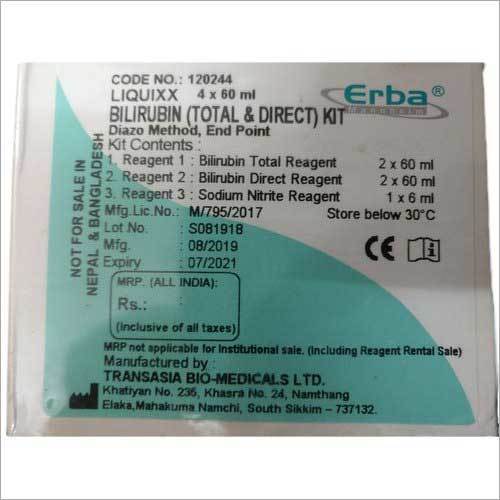 CODE NO.: 120244
LIQUIXX 4 x 60 ml
Erba®
Mannheim
BILIRUBIN (TOTAL & DIRECT) KIT
Diazo Method, End Point
Kit Contents :
1. Reagent 1 : Bilirubin Total Reagent 2 x 60 ml
2. Reagent 2 : Bilirubin Direct Reagent 2 x 60 ml
3. Reagent 3 : Sodium Nitrite Reagent 1 x 6 ml
Mfg.Lic.No.: M/795/2017 Store below 30°C
Lot No. : S081918
Mfg. : 08/2019
Expiry : 07/2021
CE
NOT FOR SALE IN
NEPAL & BANGLADESH
MRP. (ALL INDIA):
Rs.: :
(Inclusive of all taxes)
MRP not applicable for Institutional sale. (Including Reagent Rental Sale)
Manufactured by :
TRANSASIA BIO-MEDICALS LTD.
Khatiyan No. 236, Khasra No. 24, Namthang
Elaka,Mahakuma Namchi, South Sikkim – 737132.